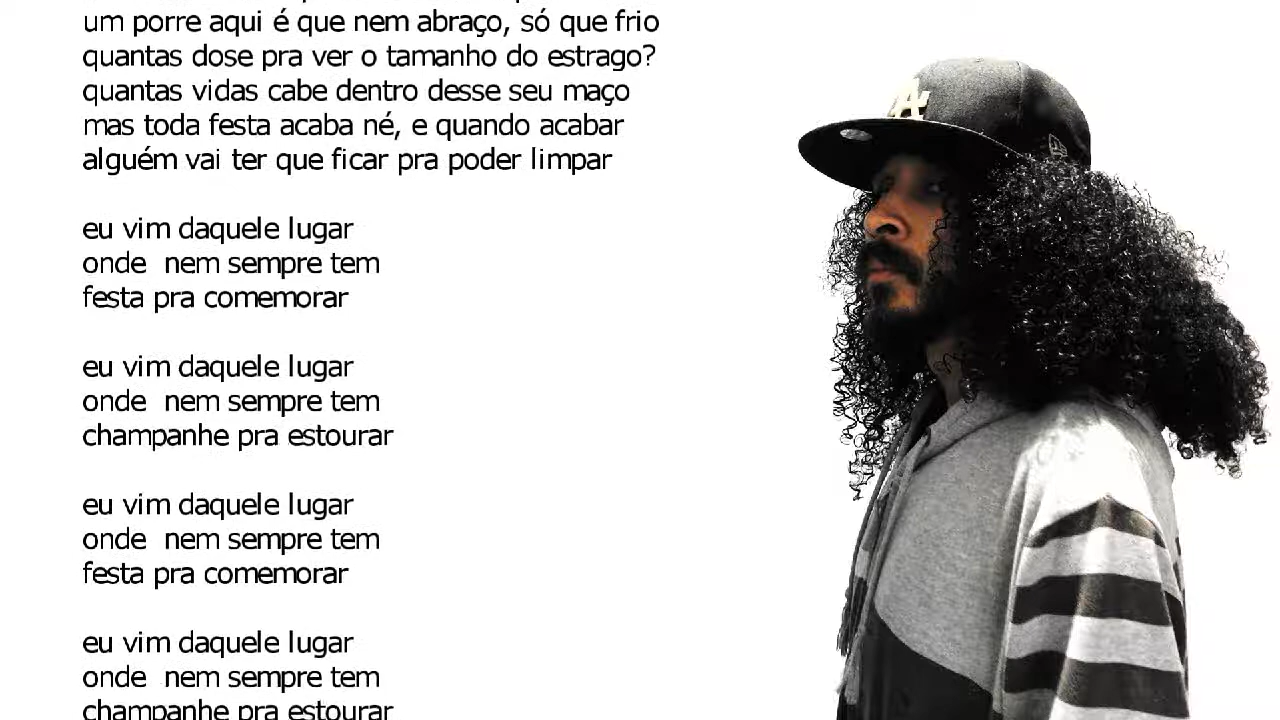 um porre aqui é que nem abraço, só que frio
quantas dose pra ver o tamanho do estrago?
quantas vidas cabe dentro desse seu maço
mas toda festa acaba né, e quando acabar
alguém vai ter que ficar pra poder limpar
eu vim daquele lugar
onde  nem sempre tem
festa pra comemorar
eu vim daquele lugar
onde  nem sempre tem
champanhe pra estourar
eu vim daquele lugar
onde  nem sempre tem
festa pra comemorar
eu vim daquele lugar
onde  nem sempre tem
champanhe pra estourar
LA